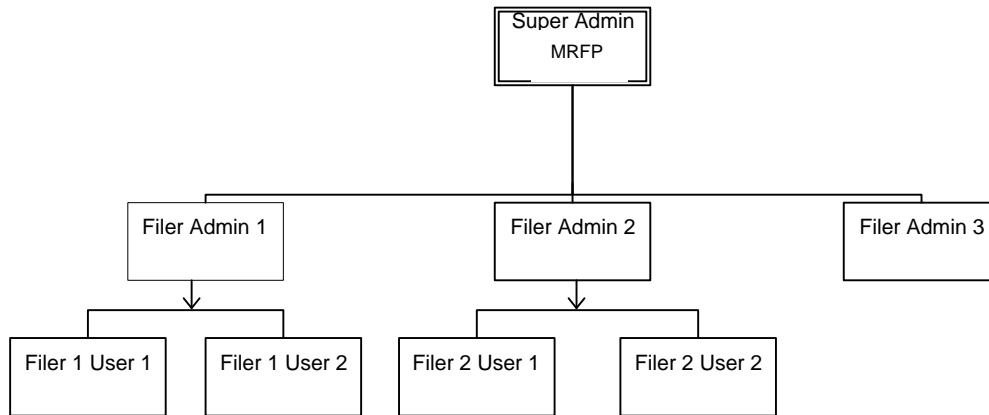 Super Admin
MRFP
Filer Admin 1
Filer Admin 2
Filer Admin 3
Filer 1 User 1
Filer 1 User 2
Filer 2 User 1
Filer 2 User 2